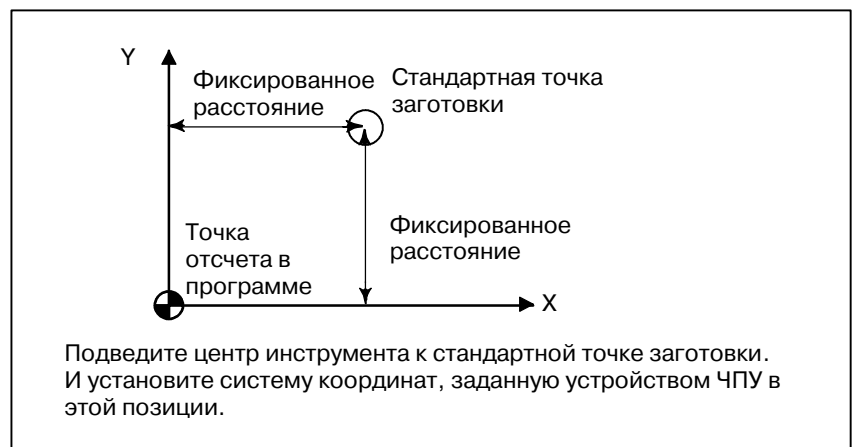 Y
Фиксированное
расстояние
Стандартная точка
заготовки
Фиксированное
расстояние
Точка
отсчета в
программе
X
Подведите центр инструмента к стандартной точке заготовки.
И установите систему координат, заданную устройством ЧПУ в
этой позиции.